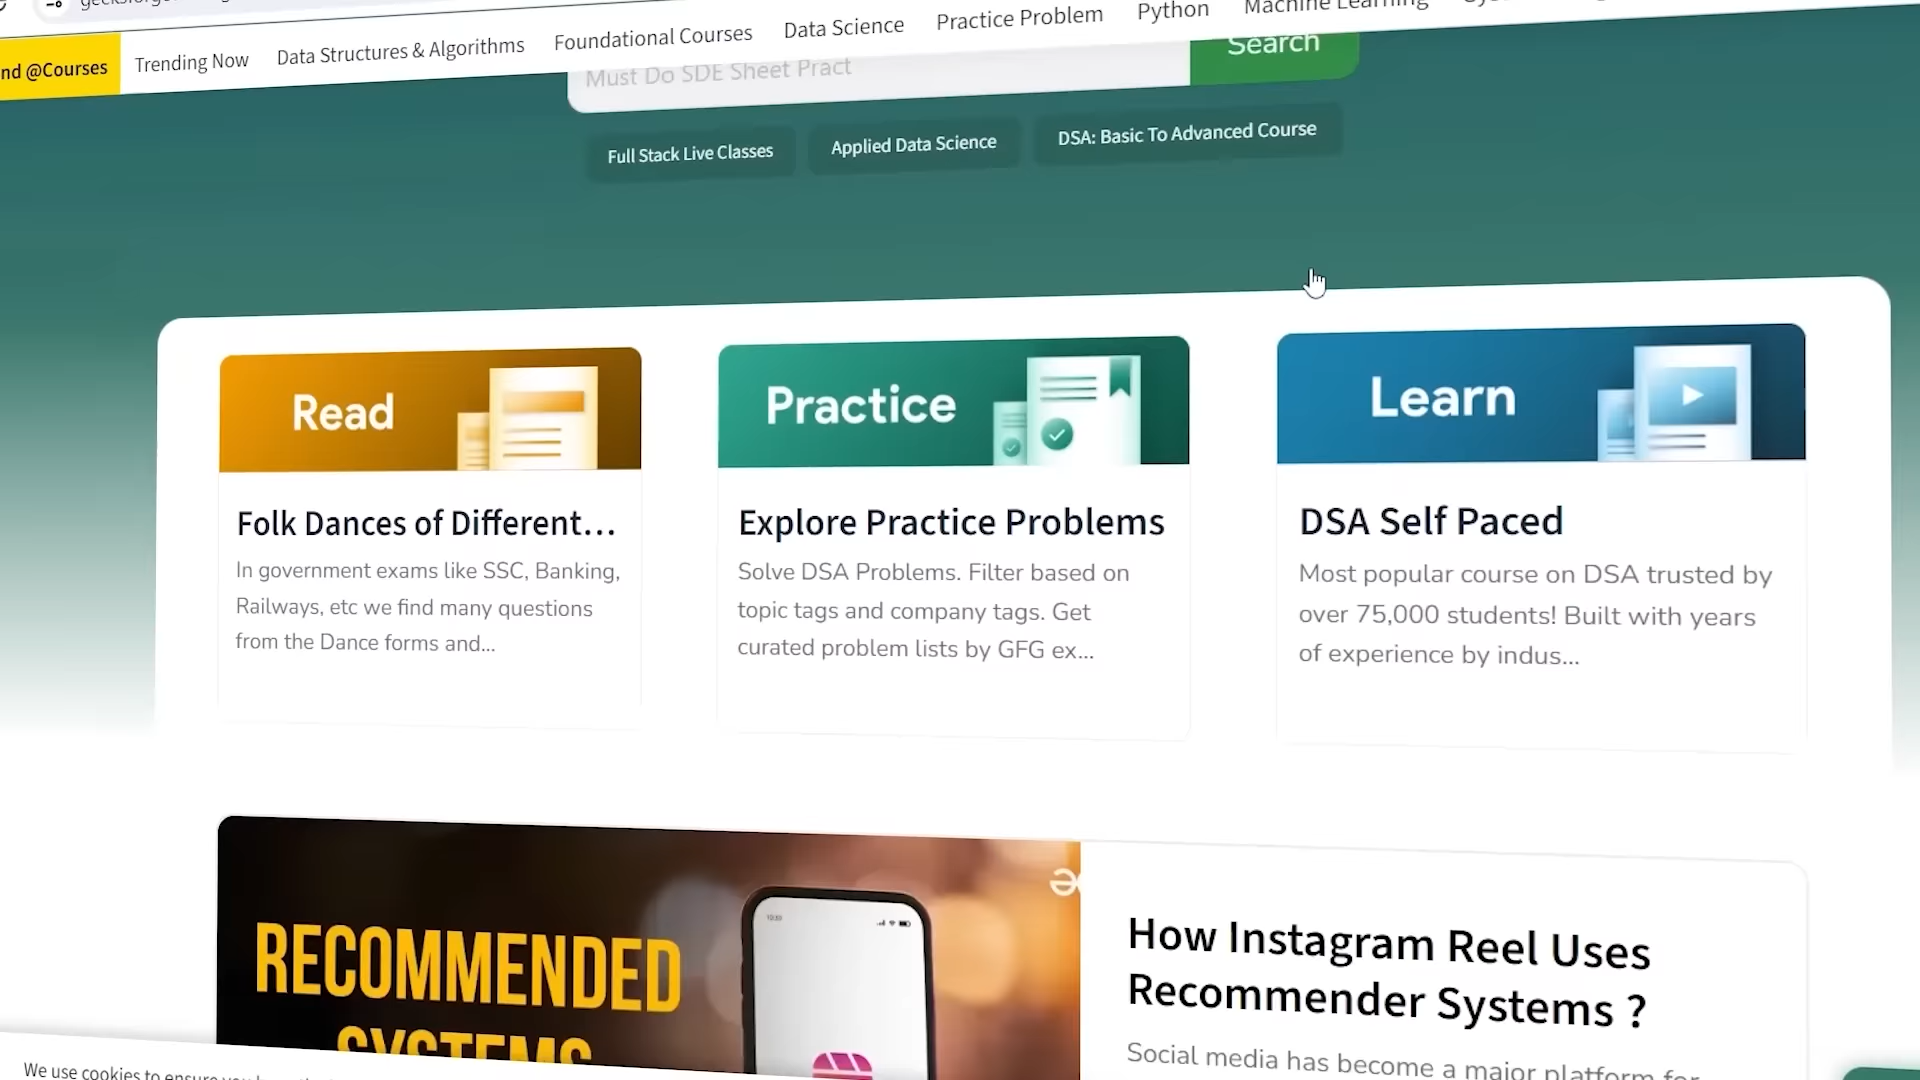 nd @Courses
Trending Now
Data Structures & Algorithms
Foundational Courses
Data Science
Practice Problem
Python
Machine Learning
Must Do SDE Sheet Pract
Search
Full Stack Live Classes
Applied Data Science
DSA: Basic To Advanced Course
Read
Practice
Learn
Folk Dances of Different...
In government exams like SSC, Banking,
Railways, etc we find many questions
from the Dance forms and...
Explore Practice Problems
Solve DSA Problems. Filter based on
topic tags and company tags. Get
curated problem lists by GFG ex...
DSA Self Paced
Most popular course on DSA trusted by
over 75,000 students! Built with years
of experience by indus...
RECOMMENDED
SYSTEMS
How Instagram Reel Uses
Recommender Systems ?
Social media has become a major platform for
We use cookies to ensure you